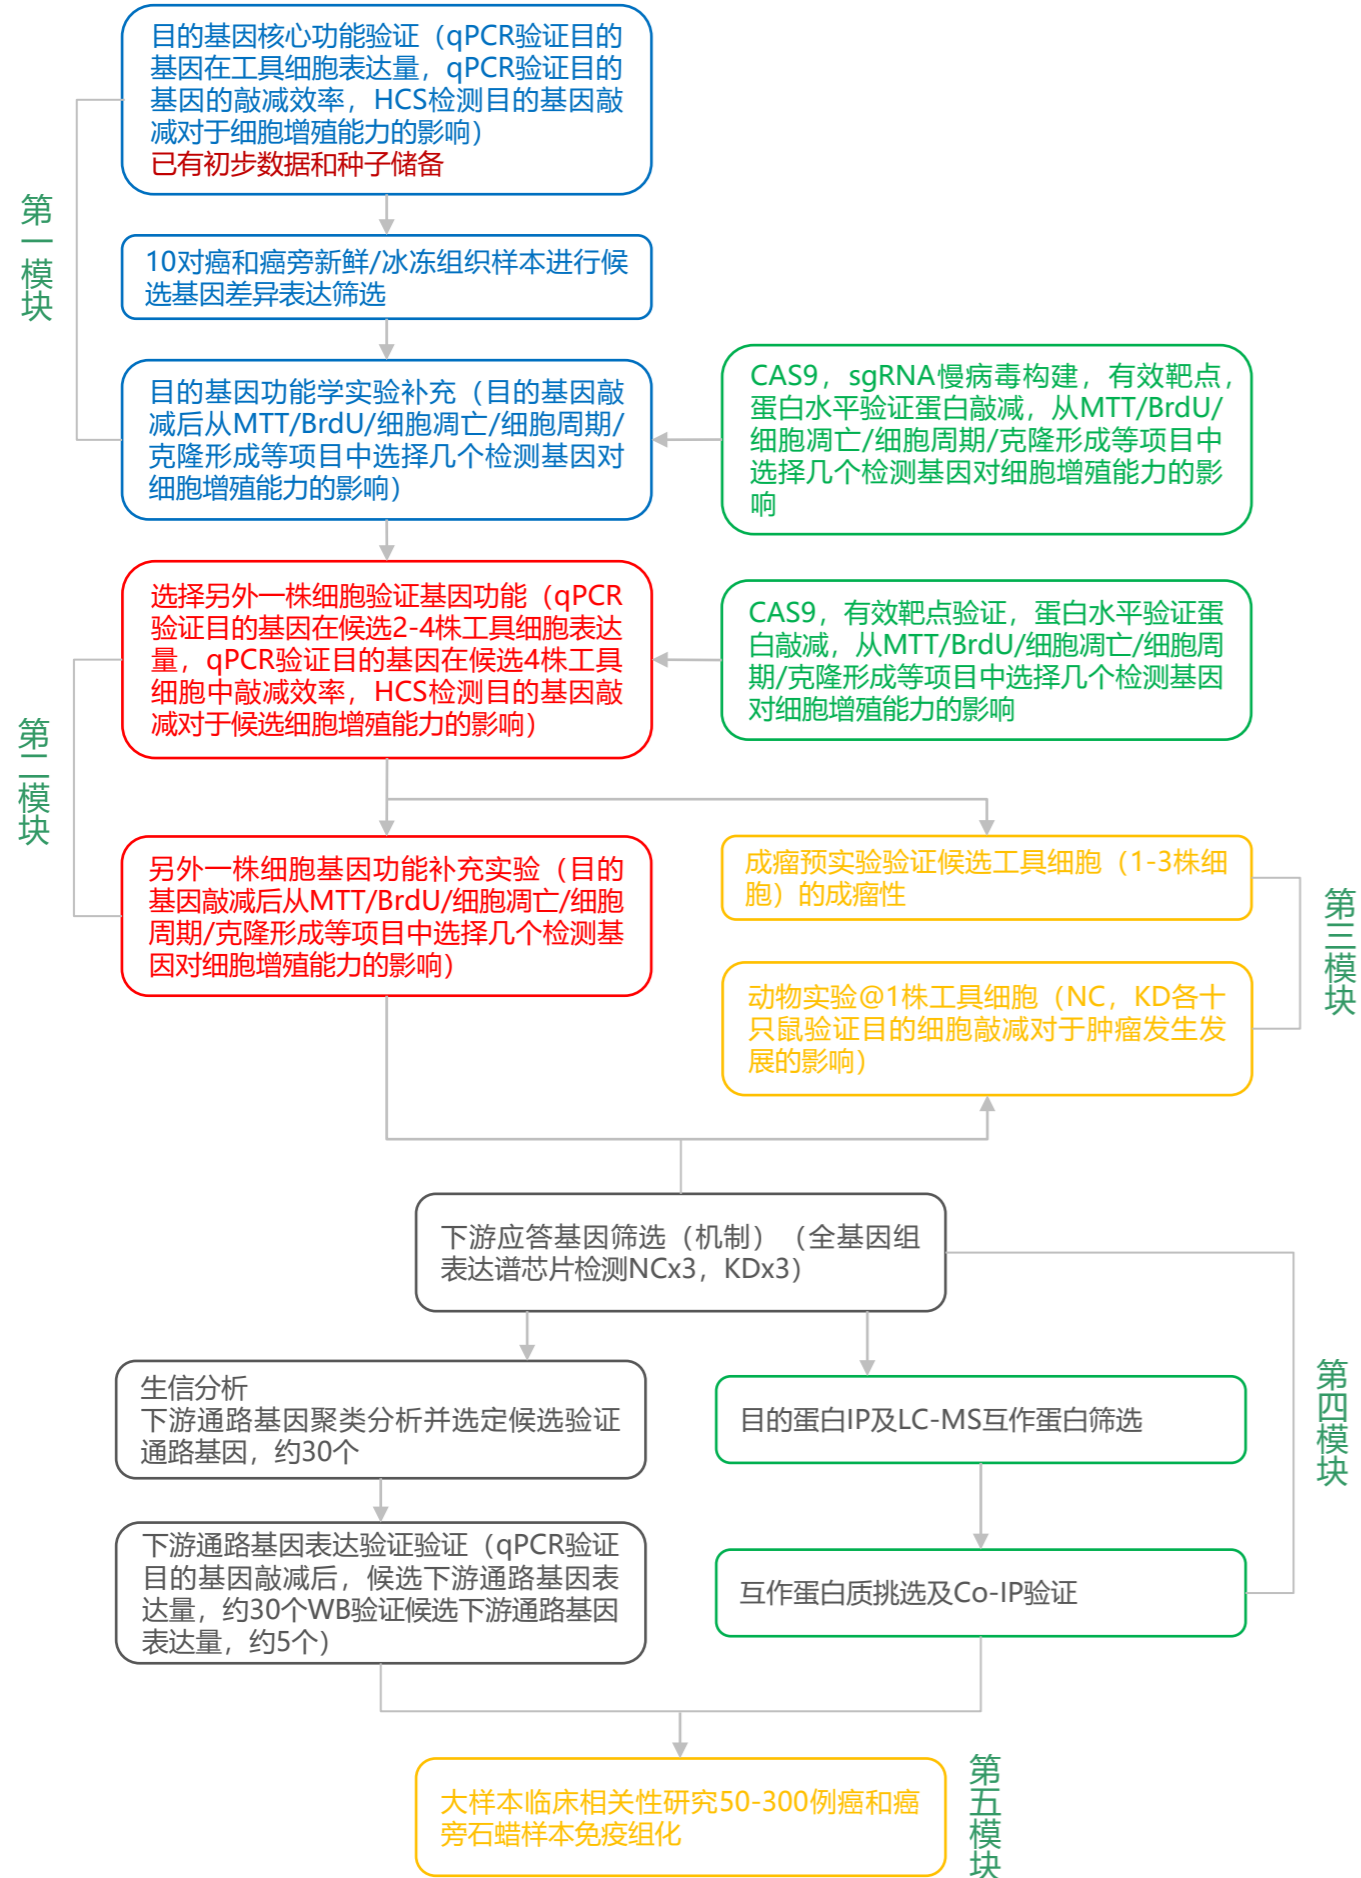 目的基因核心功能验证（qPCR验证目的
基因在工具细胞表达量，qPCR验证目的
基因的敲减效率，HCS检测目的基因敲
减对于细胞增殖能力的影响）
已有初步数据和种子储备
第一模块
10对癌和癌旁新鲜/冰冻组织样本进行候
选基因差异表达筛选
目的基因功能学实验补充（目的基因敲
减后从MTT/BrdU/细胞凋亡/细胞周期/
克隆形成等项目中选择几个检测基因对
细胞增殖能力的影响）
CAS9，sgRNA慢病毒构建，有效靶点，
蛋白水平验证蛋白敲减，从MTT/BrdU/
细胞凋亡/细胞周期/克隆形成等项目中
选择几个检测基因对细胞增殖能力的影
响
选择另外一株细胞验证基因功能（qPCR
验证目的基因在候选2-4株工具细胞表达
量，qPCR验证目的基因在候选4株工具
细胞中敲减效率，HCS检测目的基因敲
减对于候选细胞增殖能力的影响）
CAS9，有效靶点验证，蛋白水平验证蛋
白敲减，从MTT/BrdU/细胞凋亡/细胞周
期/克隆形成等项目中选择几个检测基因
对细胞增殖能力的影响
第二模块
另外一株细胞基因功能补充实验（目的
基因敲减后从MTT/BrdU/细胞凋亡/细胞
周期/克隆形成等项目中选择几个检测基
因对细胞增殖能力的影响）
成瘤预实验验证候选工具细胞（1-3株细
胞）的成瘤性
第三模块
动物实验@1株工具细胞（NC，KD各十
只鼠验证目的细胞敲减对于肿瘤发生发
展的影响）
下游应答基因筛选（机制）（全基因组
表达谱芯片检测NCx3，KDx3）
生信分析
下游通路基因聚类分析并选定候选验证
通路基因，约30个
目的蛋白IP及LC-MS互作蛋白筛选
第四模块
下游通路基因表达验证验证（qPCR验证
目的基因敲减后，候选下游通路基因表
达量，约30个WB验证候选下游通路基因
表达量，约5个）
互作蛋白质挑选及Co-IP验证
大样本临床相关性研究50-300例癌和癌
旁石蜡样本免疫组化
第五模块